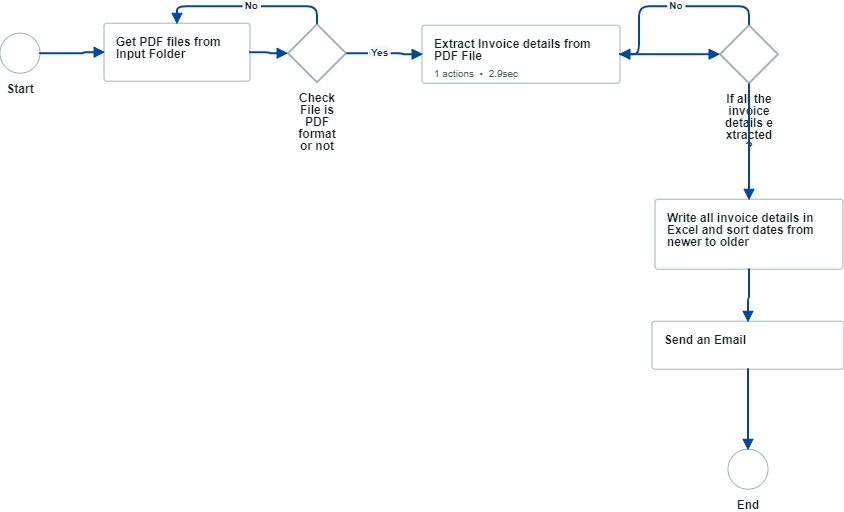 No
No
Get PDF files from
Input Folder
Yes
Extract Invoice details from
PDF File
1 actions • 2.9sec
Start
Check
File is
PDF
format
or not
If all the
invoice
details e
xtracted
?
Write all invoice details in
Excel and sort dates from
newer to older
Send an Email
End